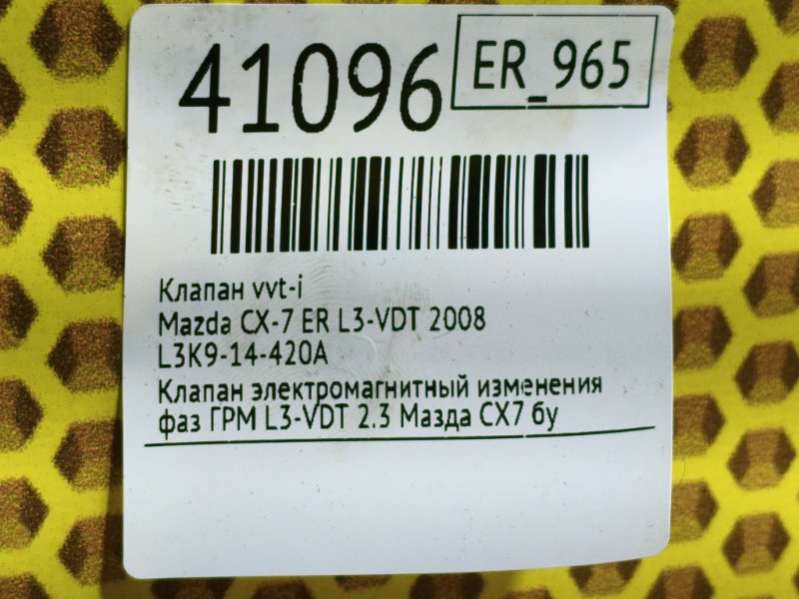 41096
ER_965
Клапан vvt-i
Mazda CX-7 ER L3-VDT 2008
L3K9-14-420A
Клапан электромагнитный изменения
фаз ГРМ L3-VDT 2.3 Мазда СХ7 бу